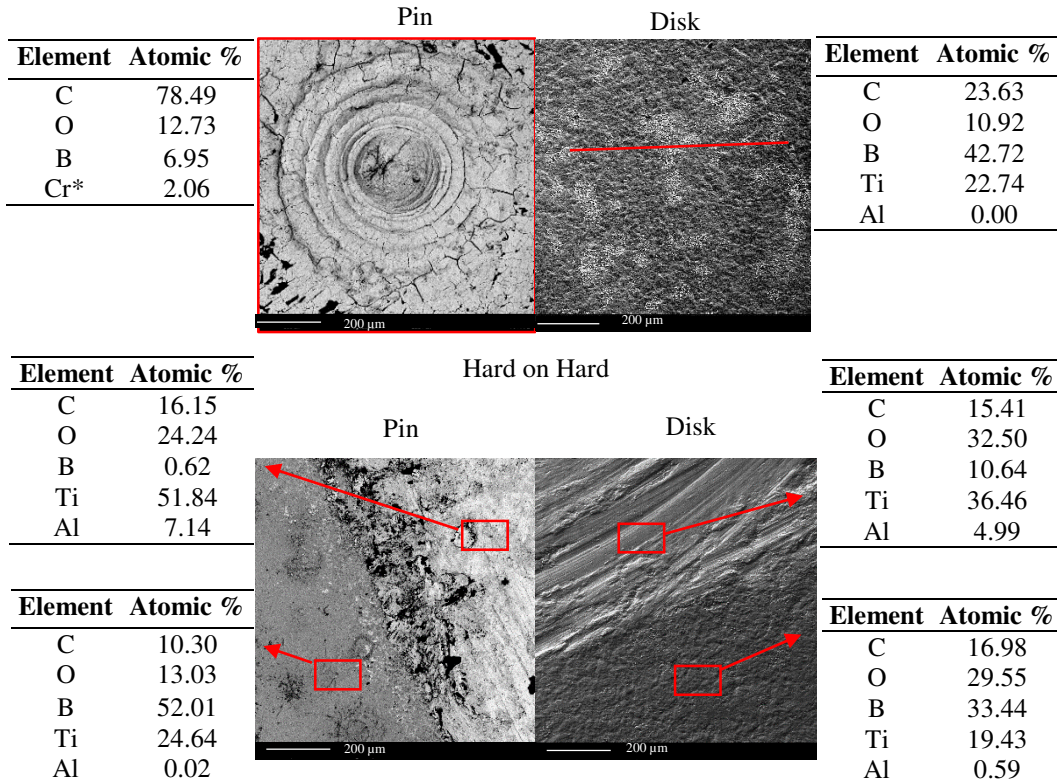 Pin
Disk
Element Atomic %
C 78.49
O 12.73
B 6.95
Cr* 2.06
200 µm
200 µm
Element Atomic %
C 23.63
O 10.92
B 42.72
Ti 22.74
Al 0.00
Hard on Hard
Element Atomic %
C 16.15
O 24.24
B 0.62
Ti 51.84
Al 7.14
Element Atomic %
C 10.30
O 13.03
B 52.01
Ti 24.64
Al 0.02
Pin
Disk
200 µm
200 µm
Element Atomic %
C 15.41
O 32.50
B 10.64
Ti 36.46
Al 4.99
Element Atomic %
C 16.98
O 29.55
B 33.44
Ti 19.43
Al 0.59